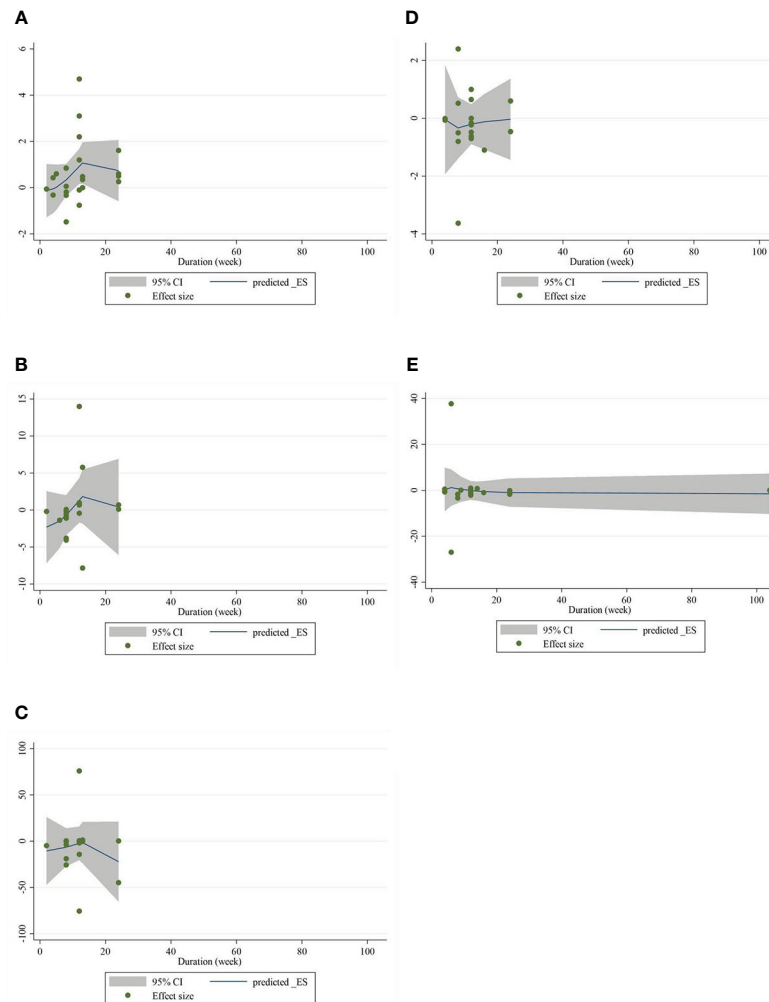 A
6
4
2
0
-2
0 20 40 60 80 100
Duration (week)
95% CI predicted _ES
Effect size
D
2
0
-2
-4
0 20 40 60 80 100
Duration (week)
95% CI predicted _ES
Effect size
B
15
10
5
0
-5
-10
0 20 40 60 80 100
Duration (week)
95% CI predicted _ES
Effect size
E
40
20
0
-20
-40
0 20 40 60 80 100
Duration (week)
95% CI predicted _ES
Effect size
C
100
50
0
-50
-100
0 20 40 60 80 100
Duration (week)
95% CI predicted _ES
Effect size